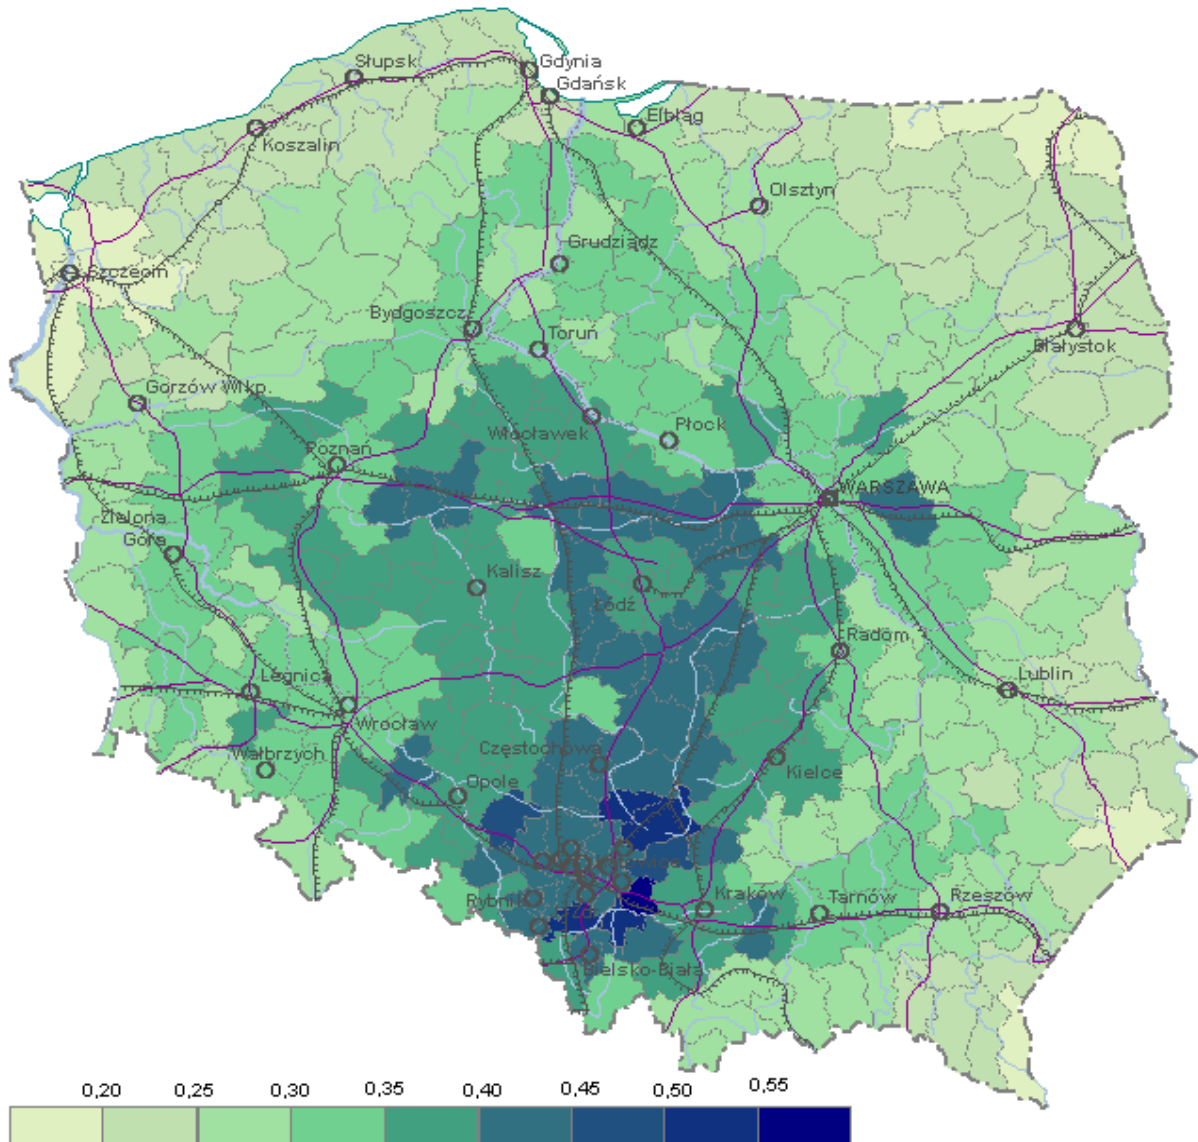 Słupsk
Gdynia
Gdańsk
Elbląg
Koszalin
Olsztyn
Grudziądz
Szczecin
Bydgoszcz
Toruń
Białystok
Gorzów Wlkp.
Włocławek
Płock
Poznań
WARSZAWA
Zielona
Góra
Kalisz
Łódź
Radom
Legnica
Lublin
Wrocław
Częstochowa
Wałbrzych
Kielce
Opole
Rybnik
Kraków
Tarnów
Rzeszów
Bielsko-Biała
0,20 0,25 0,30 0,35 0,40 0,45 0,50 0,55